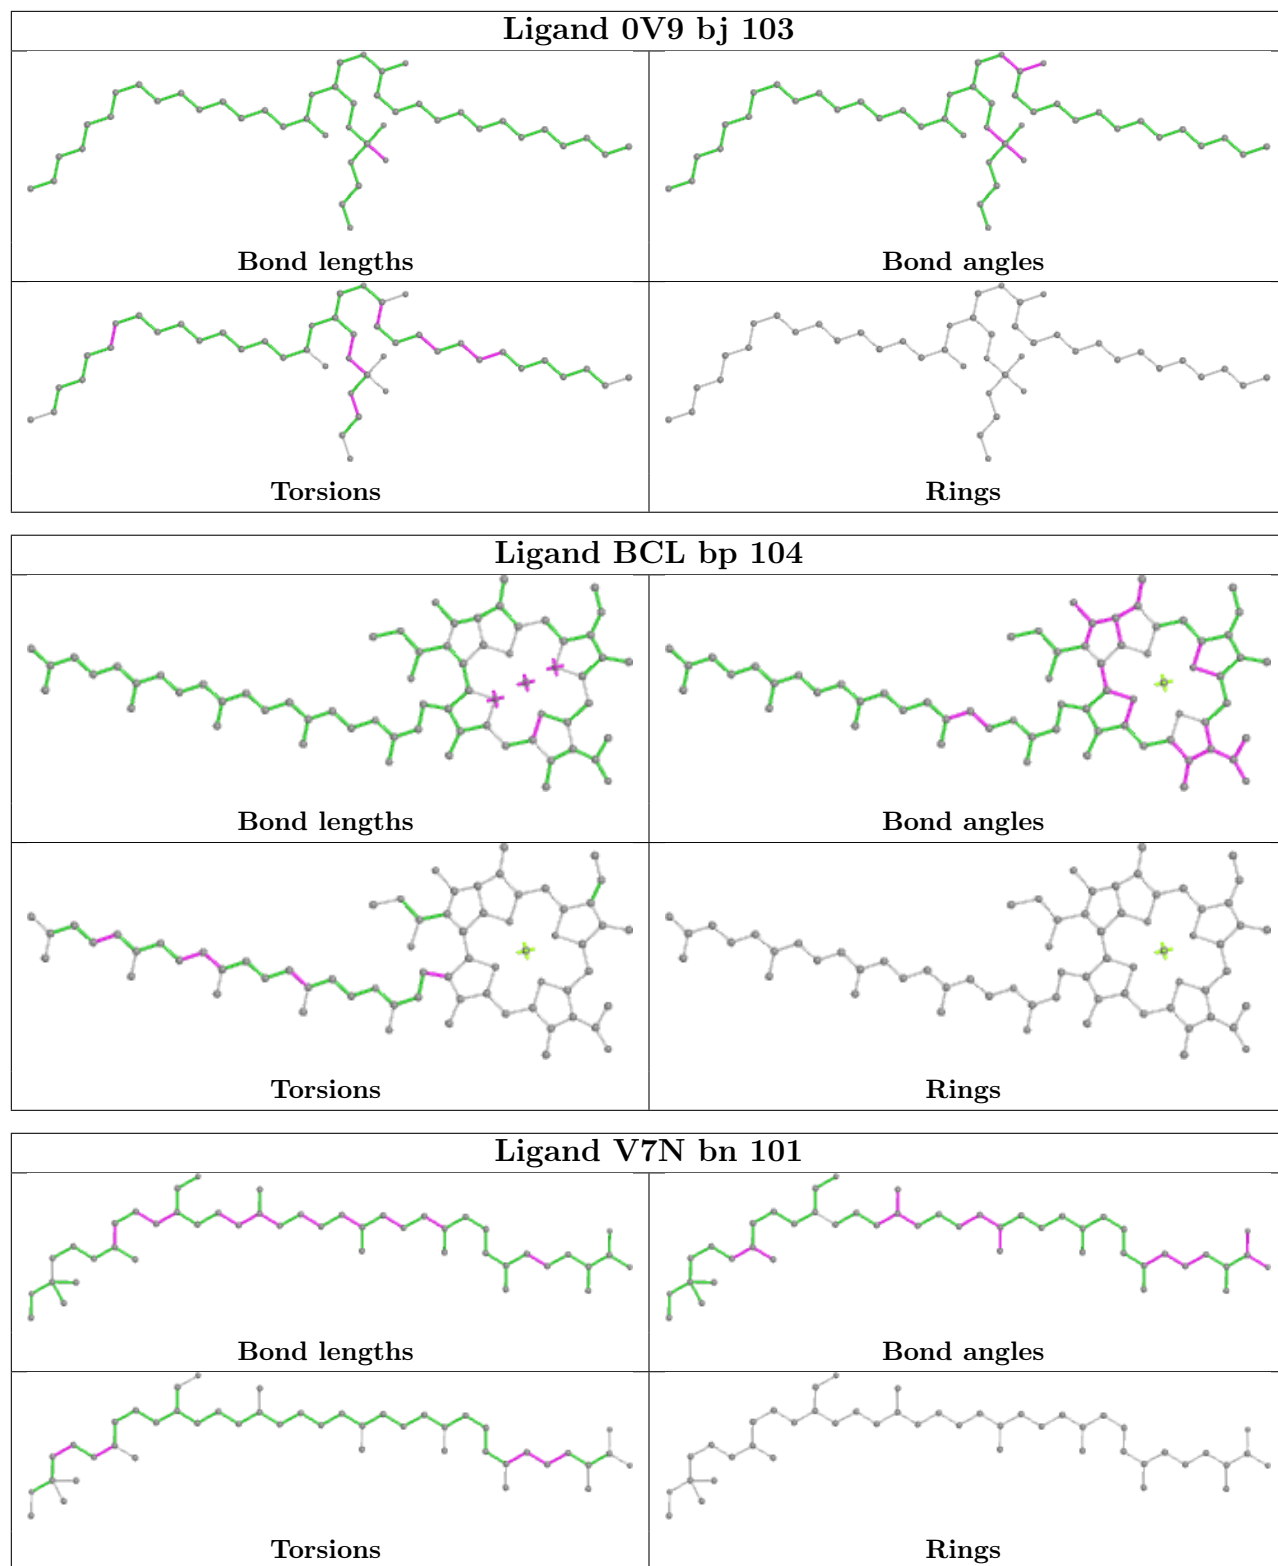 Ligand 0V9 bj 103
Bond lengths
Bond angles
Torsions
Rings
Ligand BCL bp 104
Bond lengths
Bond angles
Torsions
Rings
Ligand V7N bn 101
Bond lengths
Bond angles
Torsions
Rings